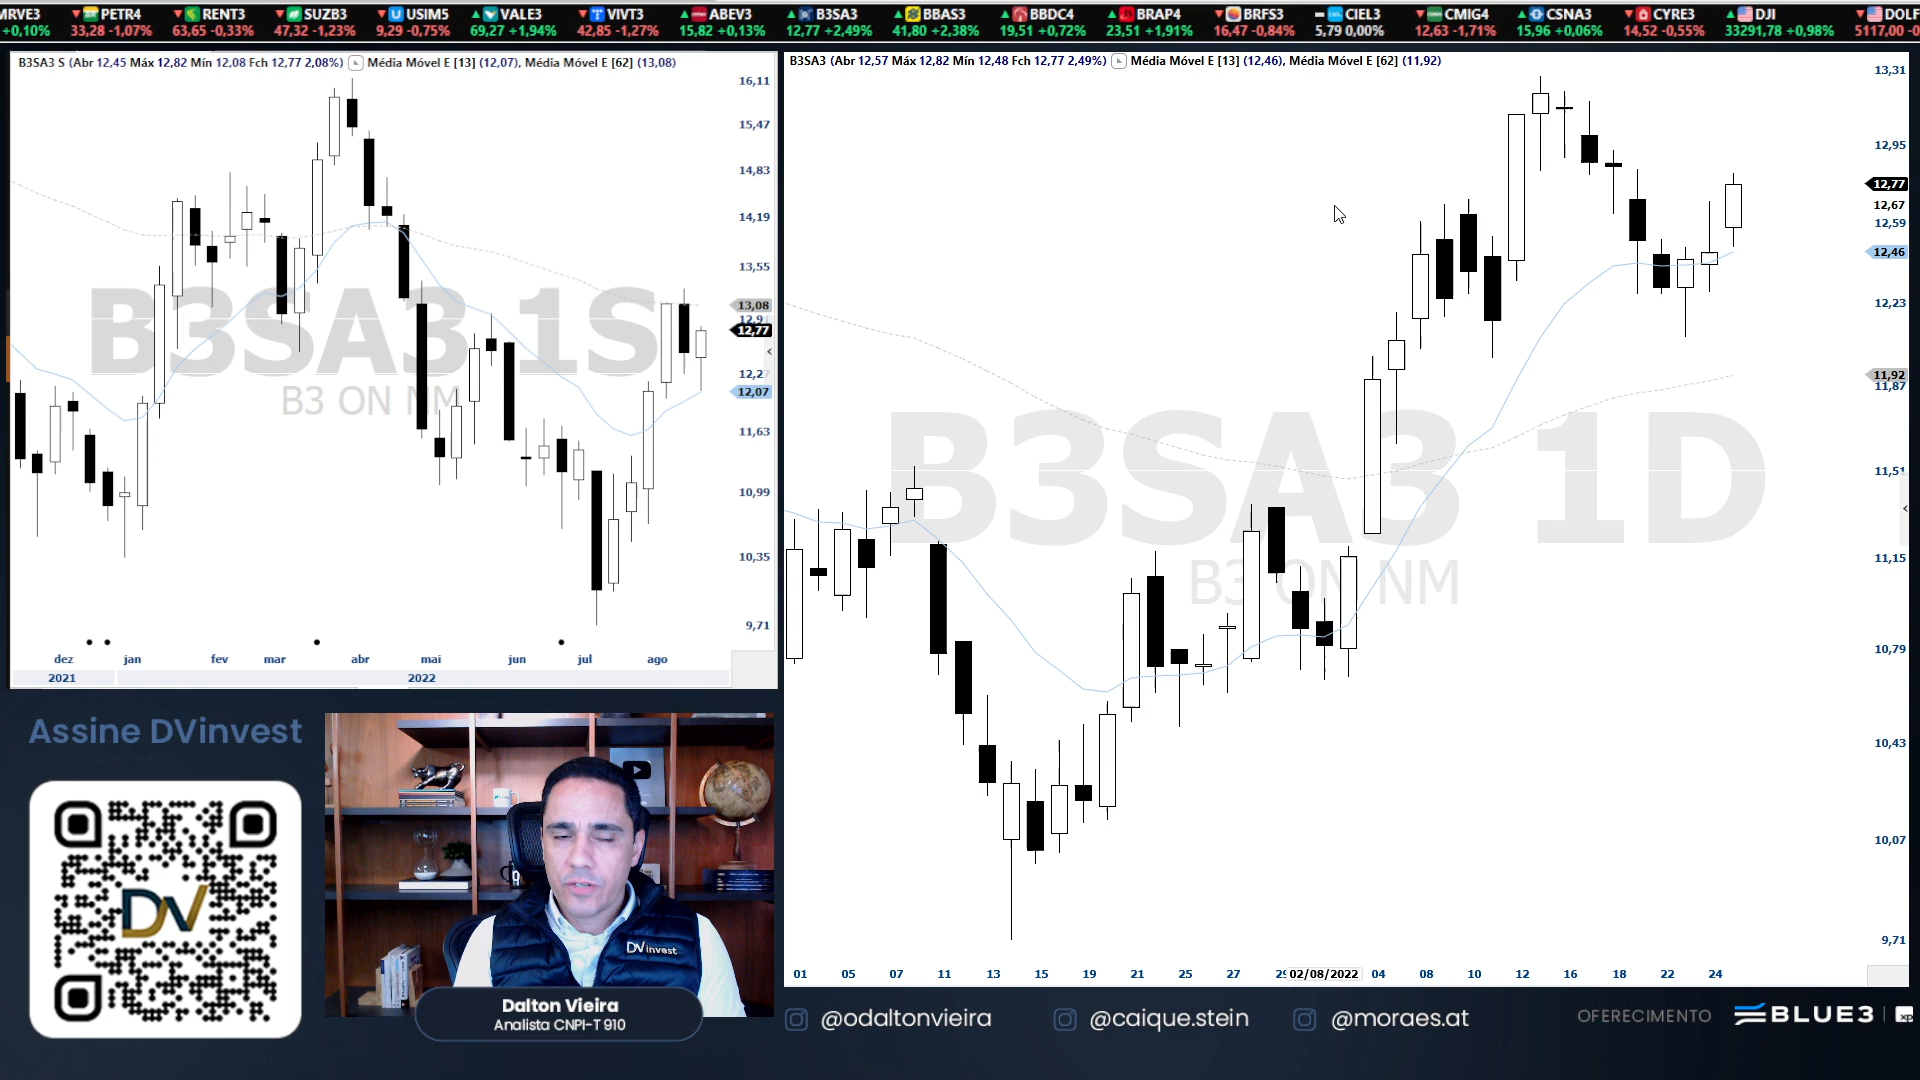 MRVE3 PETR4 RENT3 SUZB3 USIM5 VALE3 VIVT3 ABEV3 B3SA3 BBAS3 BBDC4 BRAP4 BRFS3 CIEL3 CMIG4 CSNA3 CYRE3 DJI DOLF
+0,10% 33,28 -1,07% 63,65 -0,33% 47,32 -1,23% 9,29 -0,75% 69,27 +1,94% 42,85 -1,27% 15,82 +0,13% 12,77 +2,49% 41,80 +2,38% 19,51 +0,72% 23,51 +1,91% 16,47 -0,84% 5,79 0,00% 12,63 -1,71% 15,96 +0,06% 14,52 -0,55% 33291,78 +0,98% 5117,00 -0
B3SA3 S (Abr 12,45 Máx 12,82 Mín 12,08 Fch 12,77 2,08%) Média Móvel E [13] (12,07), Média Móvel E [62] (13,08)
16,11
15,47
14,83
14,19
13,55
13,08
12,9
12,77
12,2
12,07
11,63
10,99
10,35
9,71
B3SA3 1S
B3 ON NM
dez jan fev mar abr mai jun jul ago
2021 2022
B3SA3 (Abr 12,57 Máx 12,82 Mín 12,48 Fch 12,77 2,49%) Média Móvel E [13] (12,46), Média Móvel E [62] (11,92)
13,31
12,95
12,77
12,67
12,59
12,46
12,23
11,92
11,87
11,51
11,15
10,79
10,43
10,07
9,71
B3SA3 1D
B3 ON NM
01 05 07 11 13 15 19 21 25 27 29 02/08/2022 04 08 10 12 16 18 22 24
Assine DVinvest
DV
DVinvest
Dalton Vieira
Analista CNPI-T 910
@odaltonvieira @caique.stein @moraes.at
OFERECIMENTO BLUE3 xp